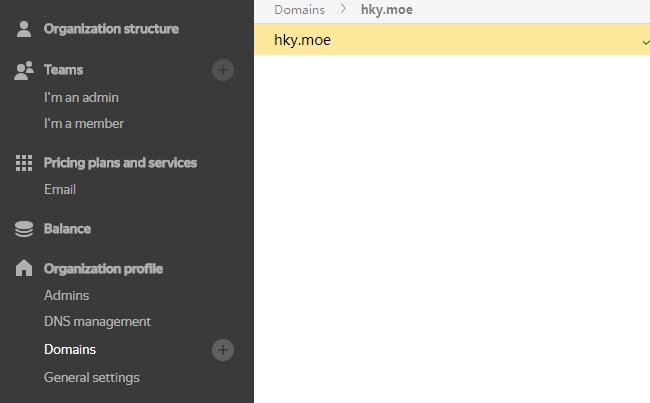 Organization structure
Teams
I'm an admin
I'm a member
Pricing plans and services
Email
Balance
Organization profile
Admins
DNS management
Domains
General settings
Domains > hky.moe
hky.moe